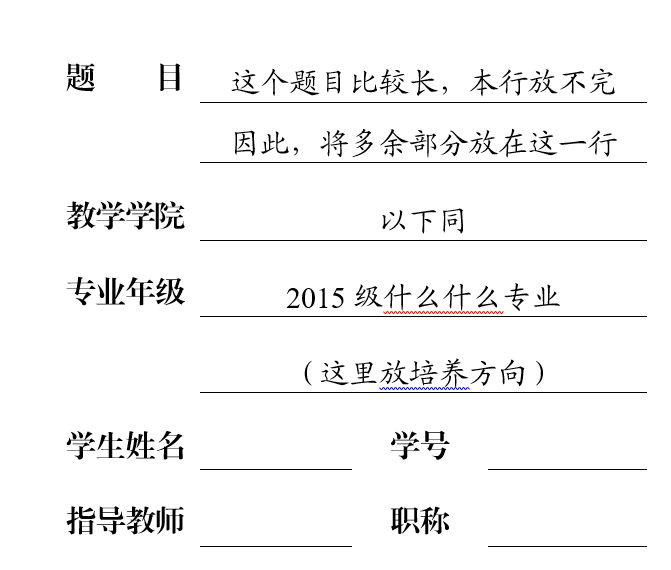 题 目 这个题目比较长，本行放不完
因此，将多余部分放在这一行
教学学院 以下同
专业年级 2015 级什么什么专业
（这里放培养方向）
学生姓名 学号
指导教师 职称